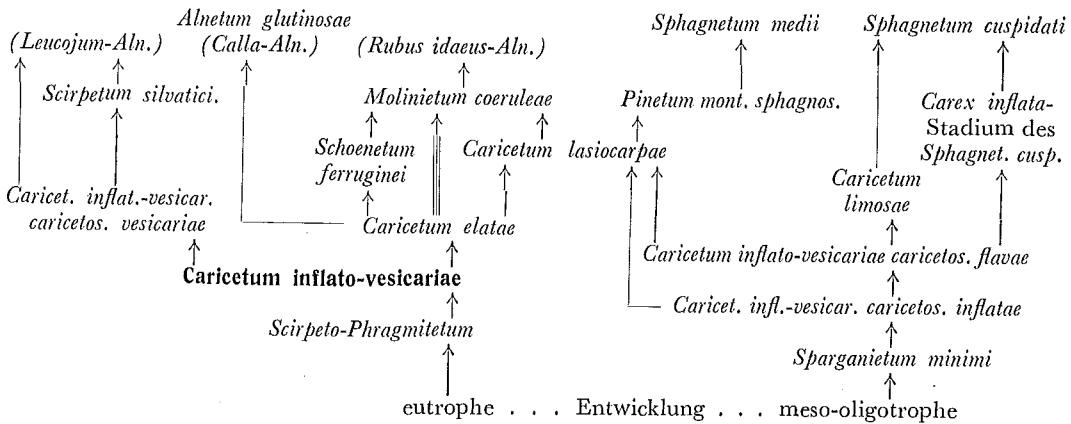 Alnetum glutinosae
Sphagnetum medii
Sphagnetum cuspidati
(Leucojum-Aln.)
(Calla-Aln.)
(Rubus idaeus-Aln.)
Scirpetum silvatici.
Molinietum coeruleae
Pinetum mont. sphagnos.
Carex inflata-
Stadium des
Sphagnet. cusp.
Schoenetum
ferruginei
Caricetum lasiocarpae
Caricet. inflat.-vesicar.
caricetos. vesicariae
Caricetum
limosae
Caricetum elatae
Caricetum inflato-vesicariae caricetos. flavae
Caricetum inflato-vesicariae
Caricet. infl.-vesicar. caricetos. inflatae
Scirpeto-Phragmitetum
Sparganietum minimi
eutrophe . . . Entwicklung . . . meso-oligotrophe